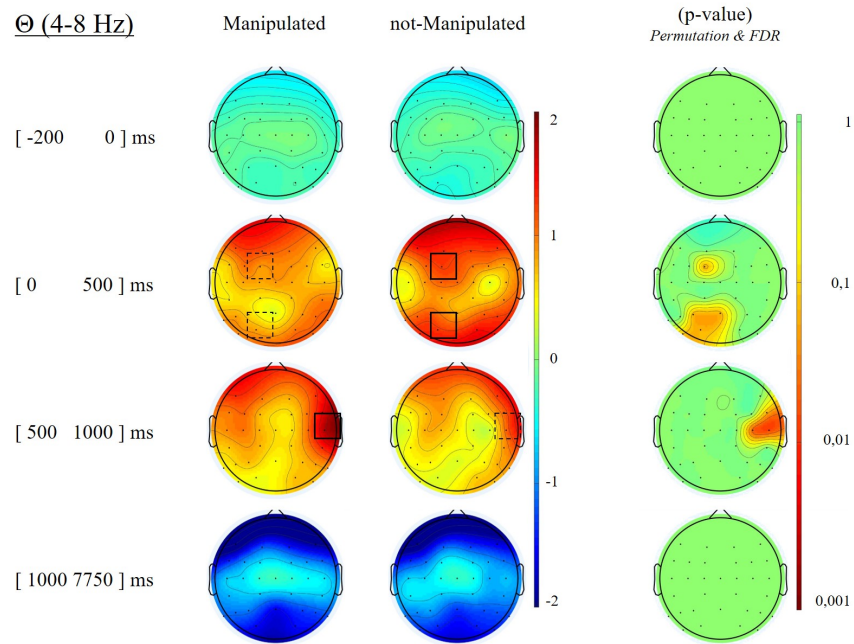 Θ (4-8 Hz)
Manipulated
not-Manipulated
(p-value)
Permutation & FDR
[ -200 0 ] ms
[ 0 500 ] ms
[ 500 1000 ] ms
[ 1000 7750 ] ms
2
1
0
-1
-2
1
0,1
0,01
0,001